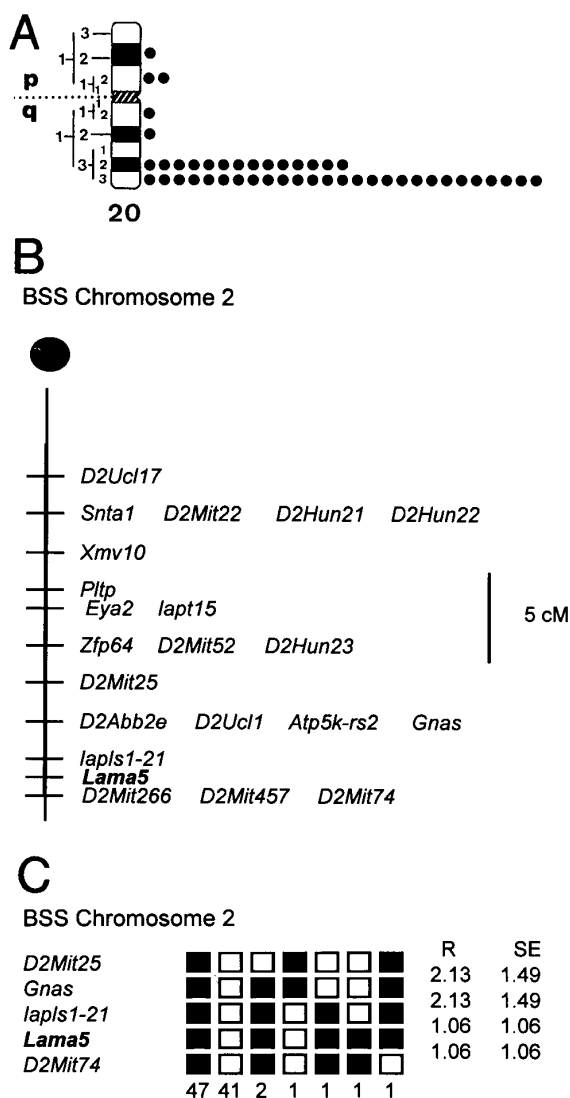 A
p
q
3
1 2
1 1 2
1 1 2
1 2
1
3 2
3
20
B
BSS Chromosome 2
D2Ucl17
Snta1 D2Mit22 D2Hun21 D2Hun22
Xmv10
Pltp
Eya2 Iapt15
5 cM
Zfp64 D2Mit52 D2Hun23
D2Mit25
D2Abb2e D2Ucl1 Atp5k-rs2 Gnas
Iapls1-21
Lama5
D2Mit266 D2Mit457 D2Mit74
C
BSS Chromosome 2
R SE
D2Mit25
2.13 1.49
Gnas
2.13 1.49
Iapls1-21
1.06 1.06
Lama5
1.06 1.06
D2Mit74
47 41 2 1 1 1 1